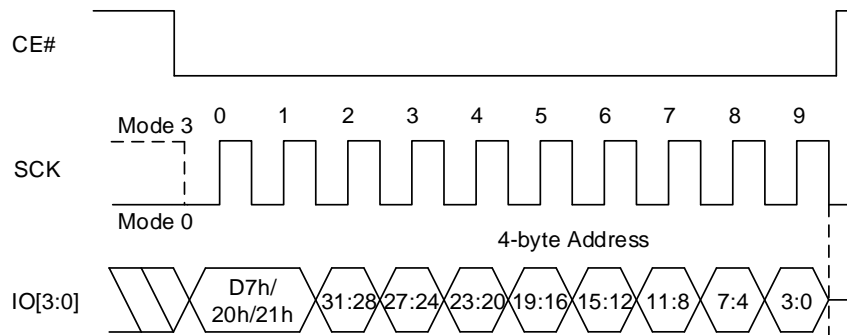 CE#
0 1 2 3 4 5 6 7 8 9
Mode 3
SCK
Mode 0
4-byte Address
IO[3:0]
D7h/
20h/21h
31:28 27:24 23:20 19:16 15:12 11:8 7:4 3:0